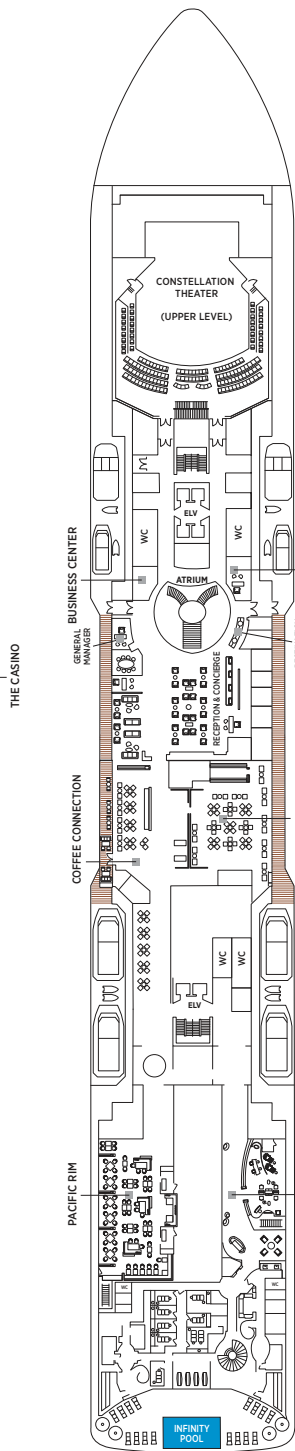 CONSTELLATION
THEATER
(UPPER LEVEL)
ELV
WC
WC
BUSINESS CENTER
ATRIUM
GENERAL
MANAGER
THE CASINO
RECEPTION & CONCIERGE
COFFEE CONNECTION
WC
WC
ELV
PACIFIC RIM
WC
WC
INFINITY
POOL